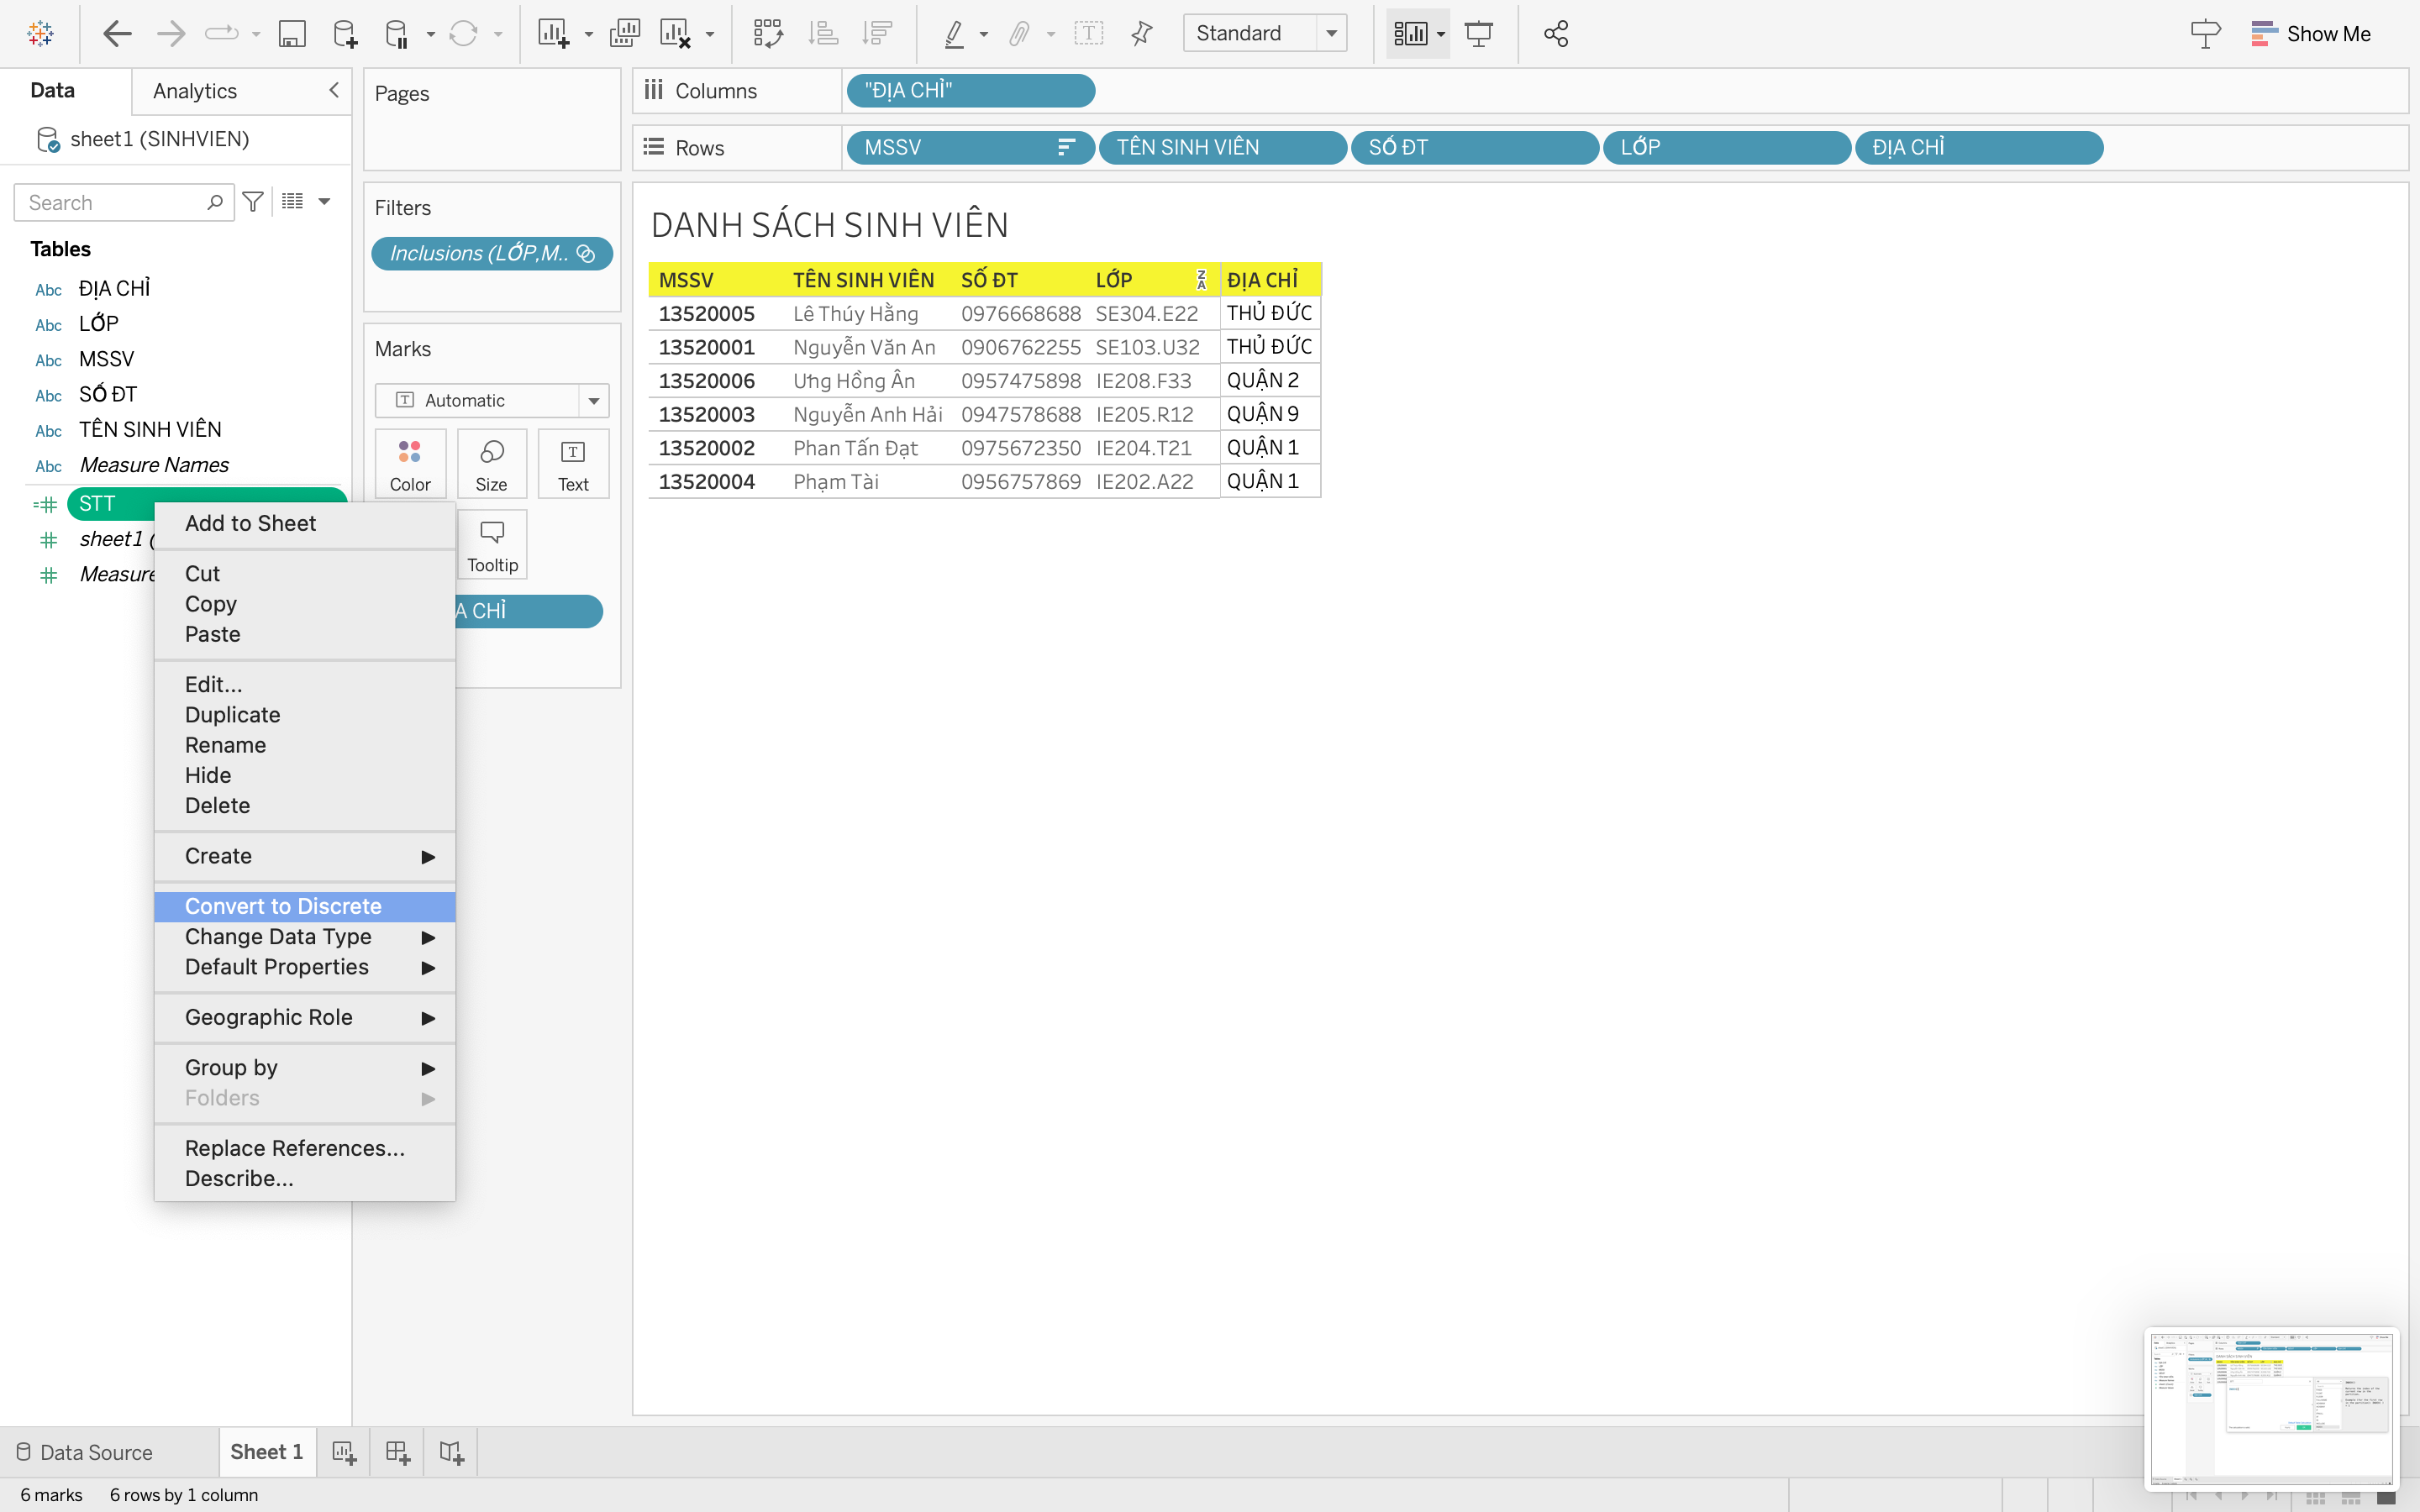 Standard
Show Me
Data
Analytics
sheet1 (SINHVIEN)
Search
Tables
Abc ĐỊA CHỈ
Abc LỚP
Abc MSSV
Abc SỐ ĐT
Abc TÊN SINH VIÊN
Abc Measure Names
STT
sheet1 (
Measure
Add to Sheet
Cut
Copy
Paste
Edit...
Duplicate
Rename
Hide
Delete
Create
Convert to Discrete
Change Data Type
Default Properties
Geographic Role
Group by
Folders
Replace References...
Describe...
Pages
Filters
Inclusions (LỚP,M..
Marks
Automatic
Color
Size
Text
Tooltip
A CHỈ
Columns "ĐỊA CHỈ"
Rows MSSV TÊN SINH VIÊN SỐ ĐT LỚP ĐỊA CHỈ
DANH SÁCH SINH VIÊN
MSSV TÊN SINH VIÊN SỐ ĐT LỚP ĐỊA CHỈ
13520005 Lê Thúy Hằng 0976668688 SE304.E22 THỦ ĐỨC
13520001 Nguyễn Văn An 0906762255 SE103.U32 THỦ ĐỨC
13520006 Ưng Hồng Ân 0957475898 IE208.F33 QUẬN 2
13520003 Nguyễn Anh Hải 0947578688 IE205.R12 QUẬN 9
13520002 Phan Tấn Đạt 0975672350 IE204.T21 QUẬN 1
13520004 Phạm Tài 0956757869 IE202.A22 QUẬN 1
Data Source
Sheet 1
6 marks 6 rows by 1 column